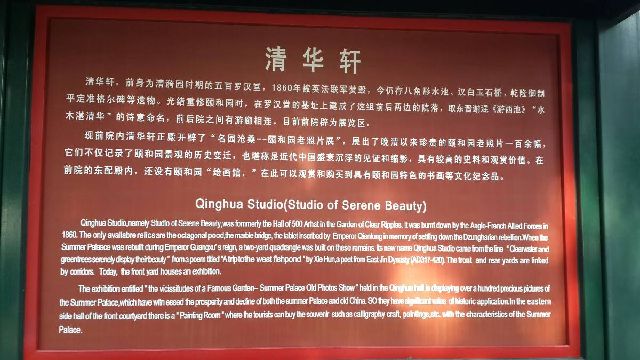 清华轩
清华轩，前身为清漪园时期的五百罗汉堂，1860年被英法联军焚毁，今仍存八角形水池、汉白玉石桥、乾隆御制
平定准格尔碑等遗物。光绪重修颐和园时，在罗汉堂的基址上建成了这组前后两边的院落，取东晋谢混《游西池》“水
木湛清华”的诗意命名，前后院之间有游廊相连，目前前院辟为展览区。
现前院内清华轩正殿开辟了“名园沧桑--颐和园老照片展”，展出了晚清以来珍贵的颐和园老照片一百余幅，
它们不仅记录了颐和园景观的历史变迁，也堪称是近代中国盛衰沉浮的见证和缩影，具有较高的史料和观赏价值。在
前院的东配殿内，还设有颐和园“绘画馆，”在此可以观赏和购买到具有颐和园特色的书画等文化纪念品。
Qinghua Studio(Studio of Serene Beauty)
Qinghua Studio,namely Studio of Serene Beauty,was formerly the Hall of 500 Arhat in the Garden of Clear Ripples. It was burnt down by the Anglo-French Allied Forces in
1860. The only available relics are the octagonal pond,the marble bridge, the tablet inscribed by Emperor Qianlong in memory of settling down the Dzungharian rebellion.When the
Summer Palace was rebuilt during Emperor Guangxu's reign, a two-yard quadrangle was built on these remains. Its new name Qinghua Studio came from the line "Clearwater and
greentrees serenely display their beauty" from a poem titled "A trip to the west fishpond" by Xie Hun,a poet from East Jin Dynasty (AD317-420). The front and rear yards are linked
by corridors. Today, the front yard houses an exhibition.
The exhibition entitled "the vicissitudes of a Famous Garden- Summer Palace Old Photos Show" held in the Qinghua hall is displaying over a hundred precious pictures of
the Summer Palace,which have witnessed the prosperity and decline of both the summer Palace and old China. SO they have significant value of historic application.In the eastern
side hall of the front courtyard there is a "Painting Room" where the tourists can buy the souvenir such as calligraphy craft, paintings,etc. with the characteristics of the Summer
Palace.